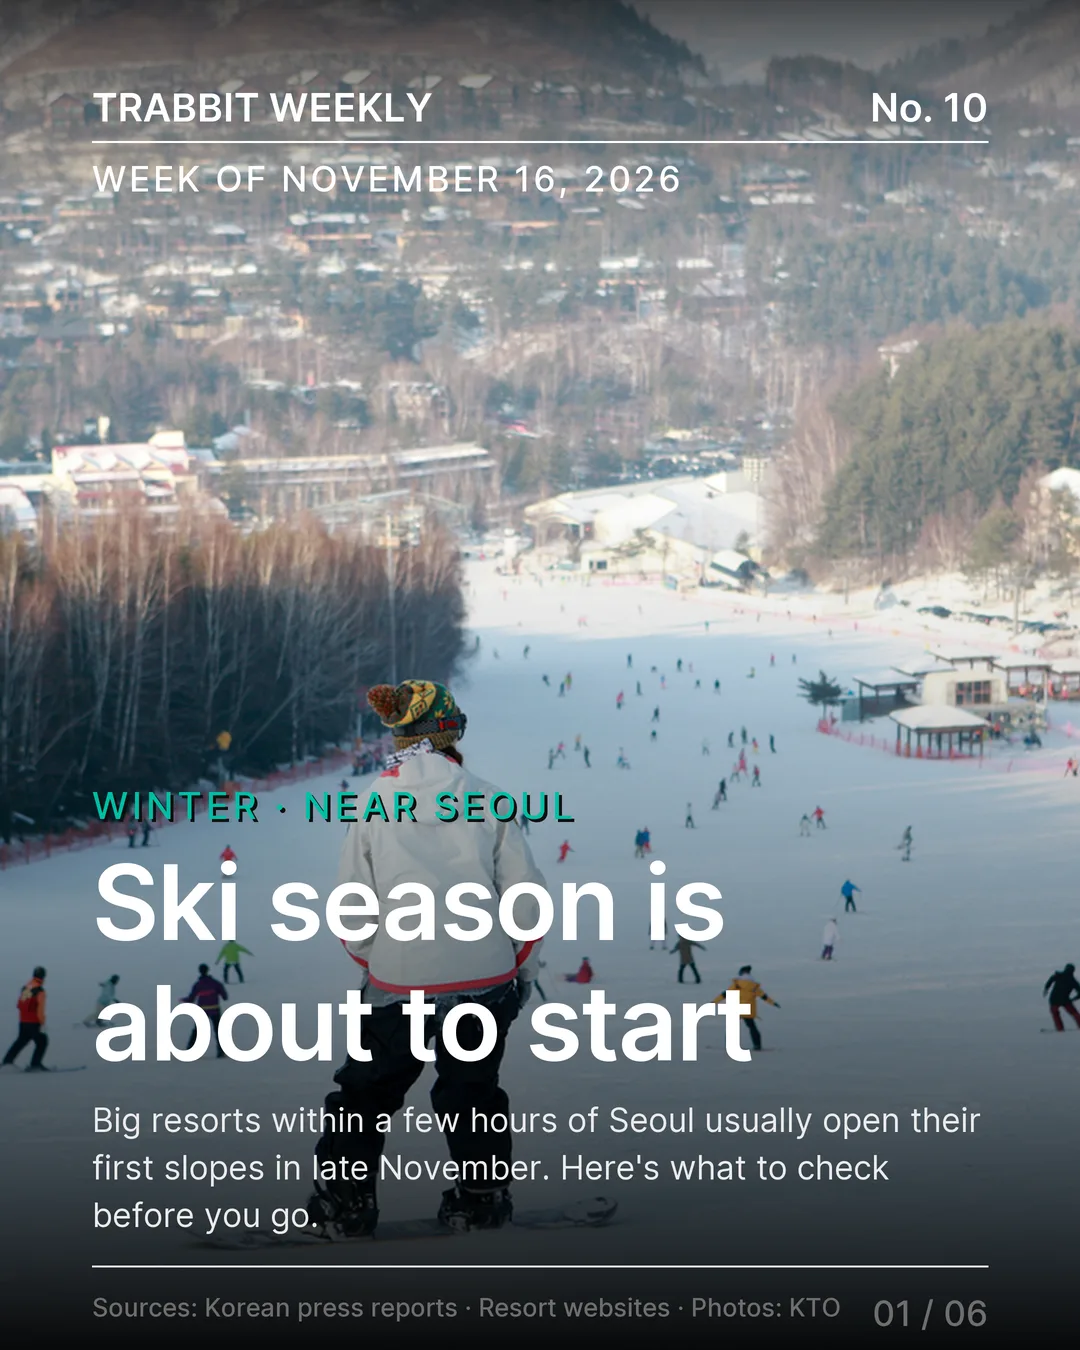 TRABBIT WEEKLY
No. 10
WEEK OF NOVEMBER 16, 2026
WINTER · NEAR SEOUL
Ski season is
about to start
Big resorts within a few hours of Seoul usually open their
first slopes in late November. Here's what to check
before you go.
Sources: Korean press reports · Resort websites · Photos: KTO
01 / 06